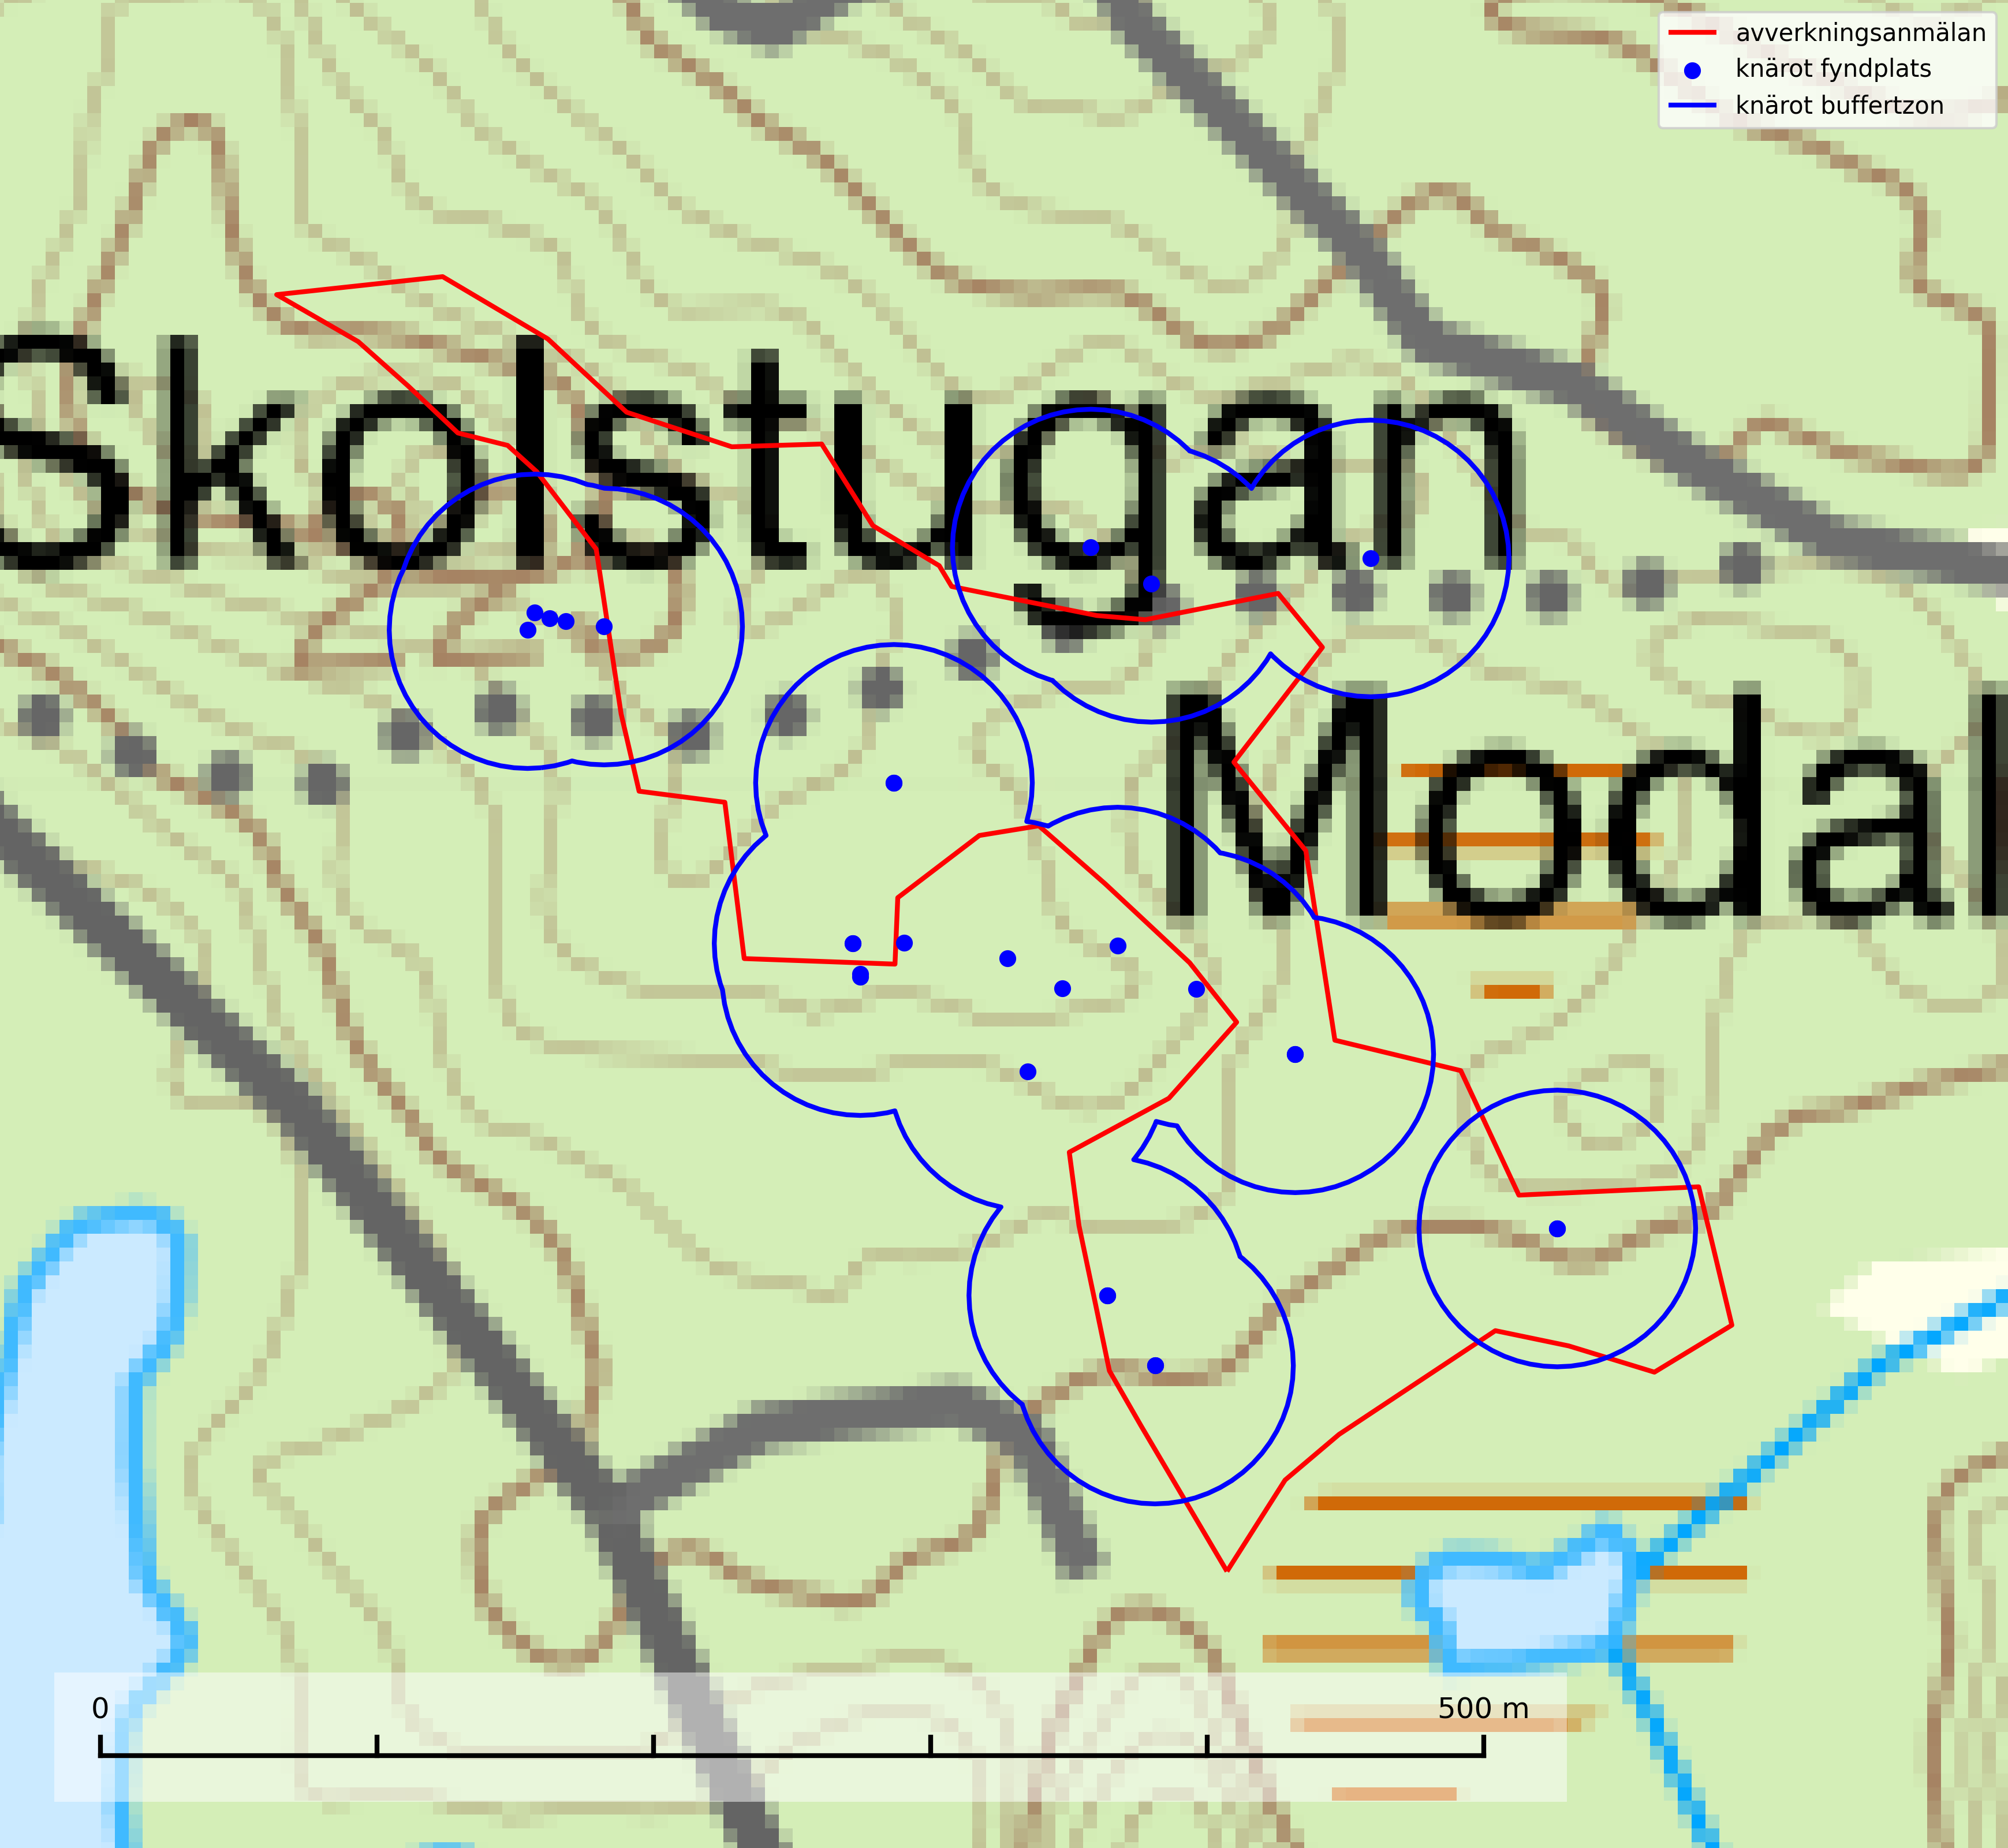 avverkningsanmälan
knärot fyndplats
knärot buffertzon
Skolstugan
Modal
0 500 m